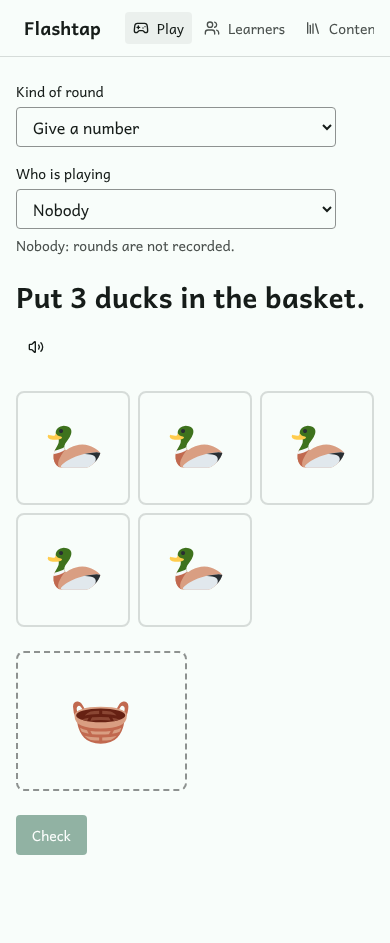 Flashtap
Play
Learners
Kind of round
Give a number
Who is playing
Nobody
Nobody: rounds are not recorded.
Put 3 ducks in the basket.
Check